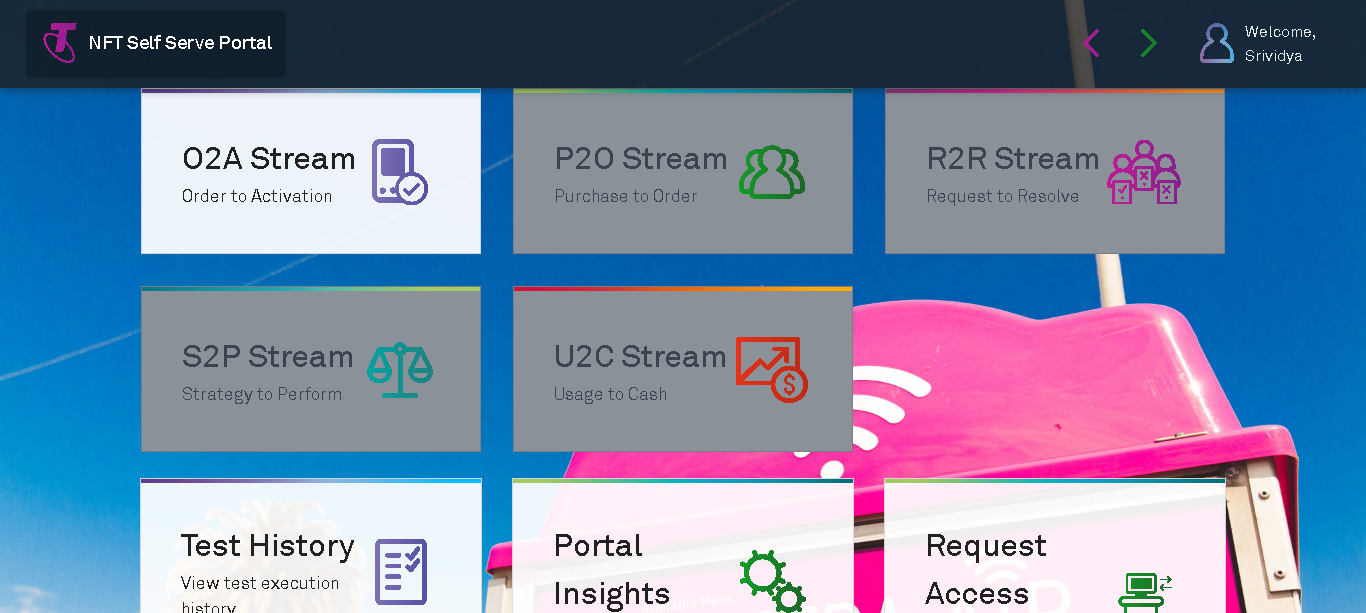 NFT Self Serve Portal
Welcome,
Srividya
O2A Stream
Order to Activation
P2O Stream
Purchase to Order
R2R Stream
Request to Resolve
S2P Stream
Strategy to Perform
U2C Stream
Usage to Cash
Test History
View test execution
history
Portal
Insights
Request
Access
Here